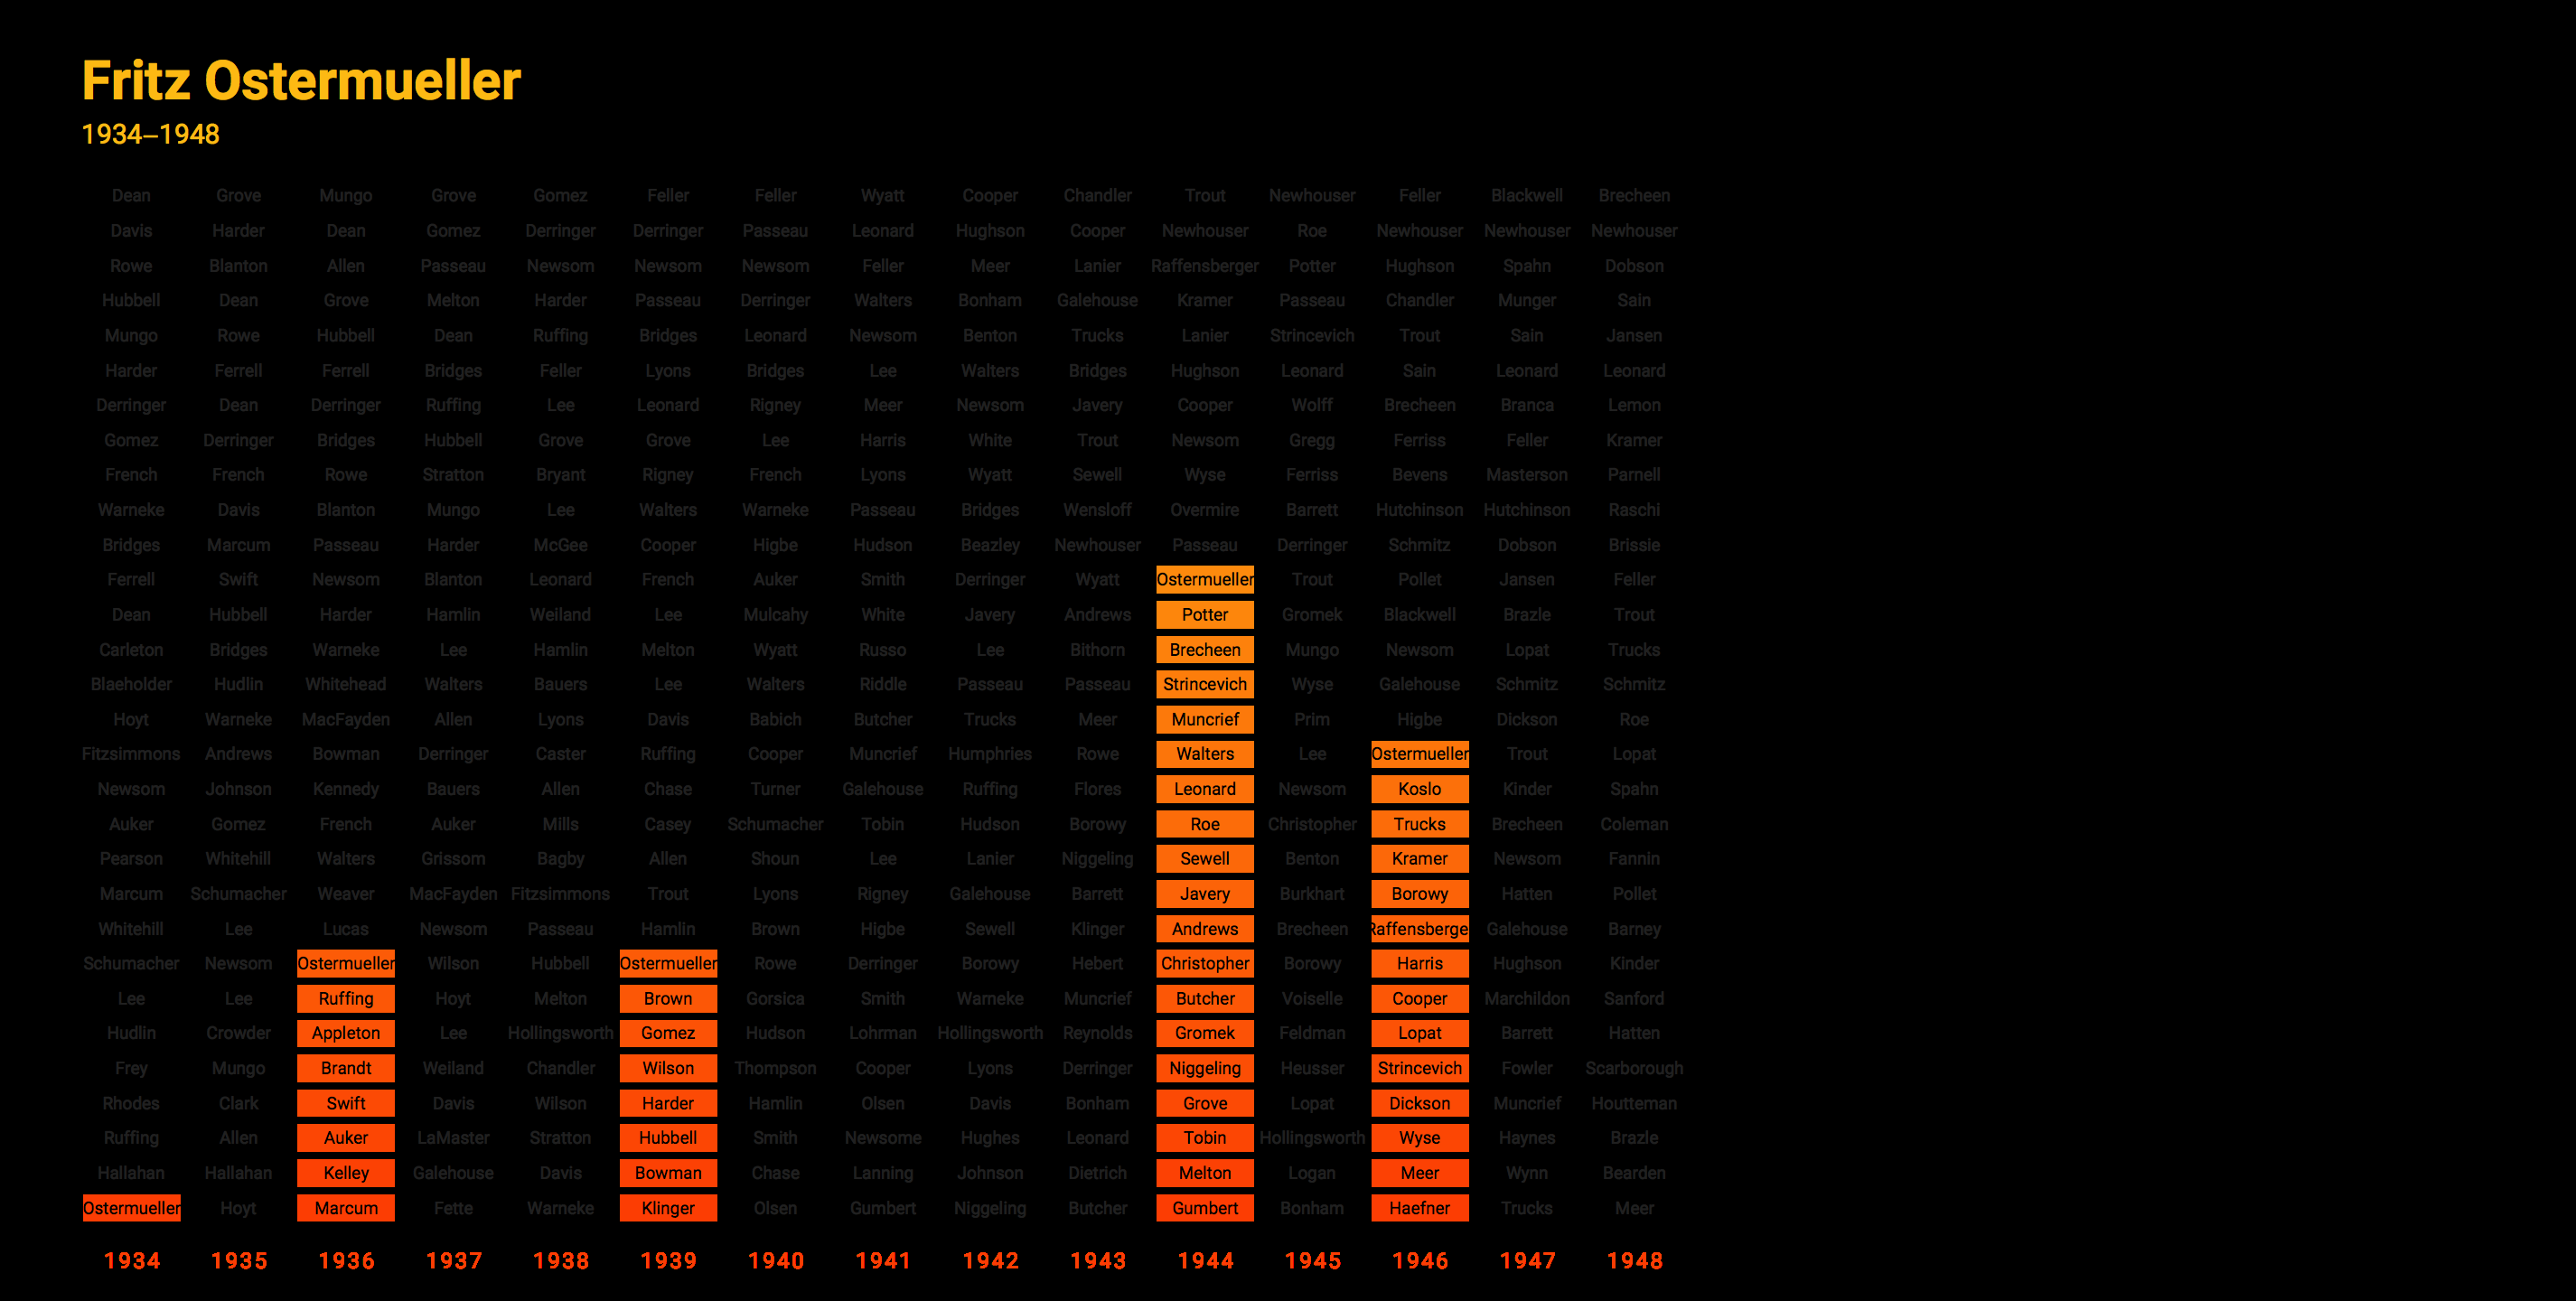 Fritz Ostermueller
1934–1948
Dean Grove Mungo Grove Gomez Feller Feller Wyatt Cooper Chandler Trout Newhouser Feller Blackwell Brecheen
Davis Harder Dean Gomez Derringer Derringer Passeau Leonard Hughson Cooper Newhouser Roe Newhouser Newhouser Newhouser
Rowe Blanton Allen Passeau Newsom Newsom Newsom Feller Meer Lanier Raffensberger Potter Hughson Spahn Dobson
Hubbell Dean Grove Melton Harder Passeau Derringer Walters Bonham Galehouse Kramer Passeau Chandler Munger Sain
Mungo Rowe Hubbell Dean Ruffing Bridges Leonard Newsom Benton Trucks Lanier Strincevich Trout Sain Jansen
Harder Ferrell Ferrell Bridges Feller Lyons Bridges Lee Walters Bridges Hughson Leonard Sain Leonard Leonard
Derringer Dean Derringer Ruffing Lee Leonard Rigney Meer Newsom Javery Cooper Wolff Brecheen Branca Lemon
Gomez Derringer Bridges Hubbell Grove Grove Lee Harris White Trout Newsom Gregg Ferriss Feller Kramer
French French Rowe Stratton Bryant Rigney French Lyons Wyatt Sewell Wyse Ferriss Bevens Masterson Parnell
Warneke Davis Blanton Mungo Lee Walters Warneke Passeau Bridges Wensloff Overmire Barrett Hutchinson Hutchinson Raschi
Bridges Marcum Passeau Harder McGee Cooper Higbe Hudson Beazley Newhouser Passeau Derringer Schmitz Dobson Brissie
Ferrell Swift Newsom Blanton Leonard French Auker Smith Derringer Wyatt Ostermueller Trout Pollet Jansen Feller
Dean Hubbell Harder Hamlin Weiland Lee Mulcahy White Javery Andrews Potter Gromek Blackwell Brazle Trout
Carleton Bridges Warneke Lee Hamlin Melton Wyatt Russo Lee Bithorn Brecheen Mungo Newsom Lopat Trucks
Blaeholder Hudlin Whitehead Walters Bauers Lee Walters Riddle Passeau Passeau Strincevich Wyse Galehouse Schmitz Schmitz
Hoyt Warneke MacFayden Allen Lyons Davis Babich Butcher Trucks Meer Muncrief Prim Higbe Dickson Roe
Fitzsimmons Andrews Bowman Derringer Caster Ruffing Cooper Muncrief Humphries Rowe Walters Lee Ostermueller Trout Lopat
Newsom Johnson Kennedy Bauers Allen Chase Turner Galehouse Ruffing Flores Leonard Newsom Koslo Kinder Spahn
Auker Gomez French Auker Mills Casey Schumacher Tobin Hudson Borowy Roe Christopher Trucks Brecheen Coleman
Pearson Whitehill Walters Grissom Bagby Allen Shoun Lee Lanier Niggeling Sewell Benton Kramer Newsom Fannin
Marcum Schumacher Weaver MacFayden Fitzsimmons Trout Lyons Rigney Galehouse Barrett Javery Burkhart Borowy Hatten Pollet
Whitehill Lee Lucas Newsom Passeau Hamlin Brown Higbe Sewell Klinger Andrews Brecheen Raffensberge Galehouse Barney
Schumacher Newsom Ostermueller Wilson Hubbell Ostermueller Rowe Derringer Borowy Hebert Christopher Borowy Harris Hughson Kinder
Lee Lee Ruffing Hoyt Melton Brown Gorsica Smith Warneke Muncrief Butcher Voiselle Cooper Marchildon Sanford
Hudlin Crowder Appleton Lee Hollingsworth Gomez Hudson Lohrman Hollingsworth Reynolds Gromek Feldman Lopat Barrett Hatten
Frey Mungo Brandt Weiland Chandler Wilson Thompson Cooper Lyons Derringer Niggeling Heusser Strincevich Fowler Scarborough
Rhodes Clark Swift Davis Wilson Harder Hamlin Olsen Davis Bonham Grove Lopat Dickson Muncrief Houtteman
Ruffing Allen Auker LaMaster Stratton Hubbell Smith Newsome Hughes Leonard Tobin Hollingsworth Wyse Haynes Brazle
Hallahan Hallahan Kelley Galehouse Davis Bowman Chase Lanning Johnson Dietrich Melton Logan Meer Wynn Bearden
Ostermueller Hoyt Marcum Fette Warneke Klinger Olsen Gumbert Niggeling Butcher Gumbert Bonham Haefner Trucks Meer
1934 1935 1936 1937 1938 1939 1940 1941 1942 1943 1944 1945 1946 1947 1948